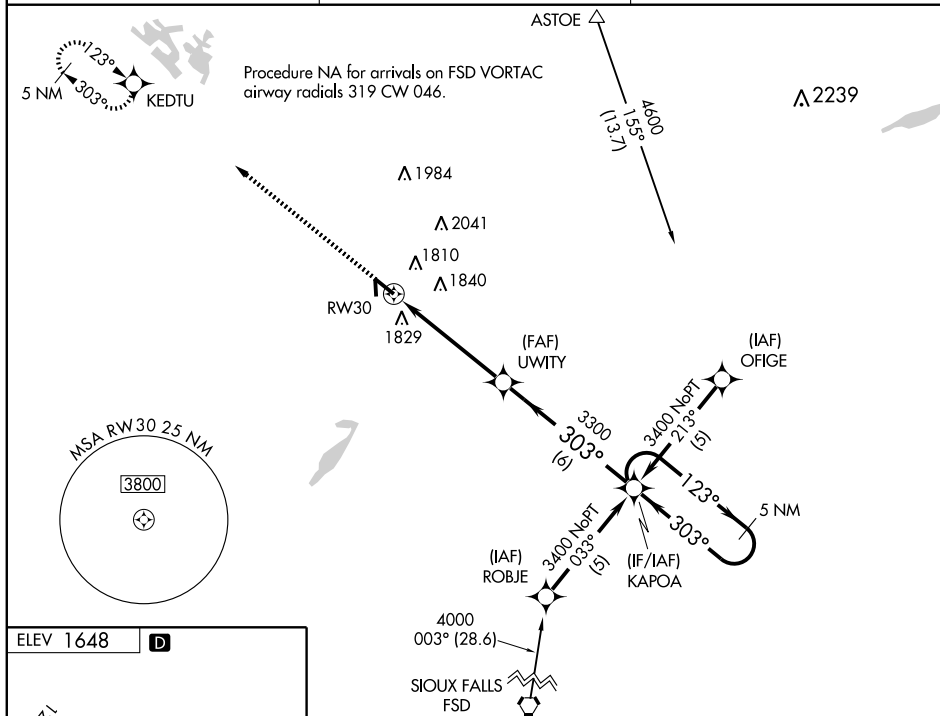 ASTOE
123°
303°
5 NM
KEDTU
Procedure NA for arrivals on FSD VORTAC
airway radials 319 CW 046.
4600
155°
(13.7)
2239
1984
2041
1810
1840
RW30
1829
(FAF)
UWITY
(IAF)
OFIGE
3400 NoPT
213°
(5)
3300
303°
(6)
MSA RW30 25 NM
3800
123°
303°
5 NM
3400 NoPT
033°
(5)
(IF/IAF)
KAPOA
(IAF)
ROBJE
4000
003° (28.6)
ELEV 1648
D
SIOUX FALLS
FSD